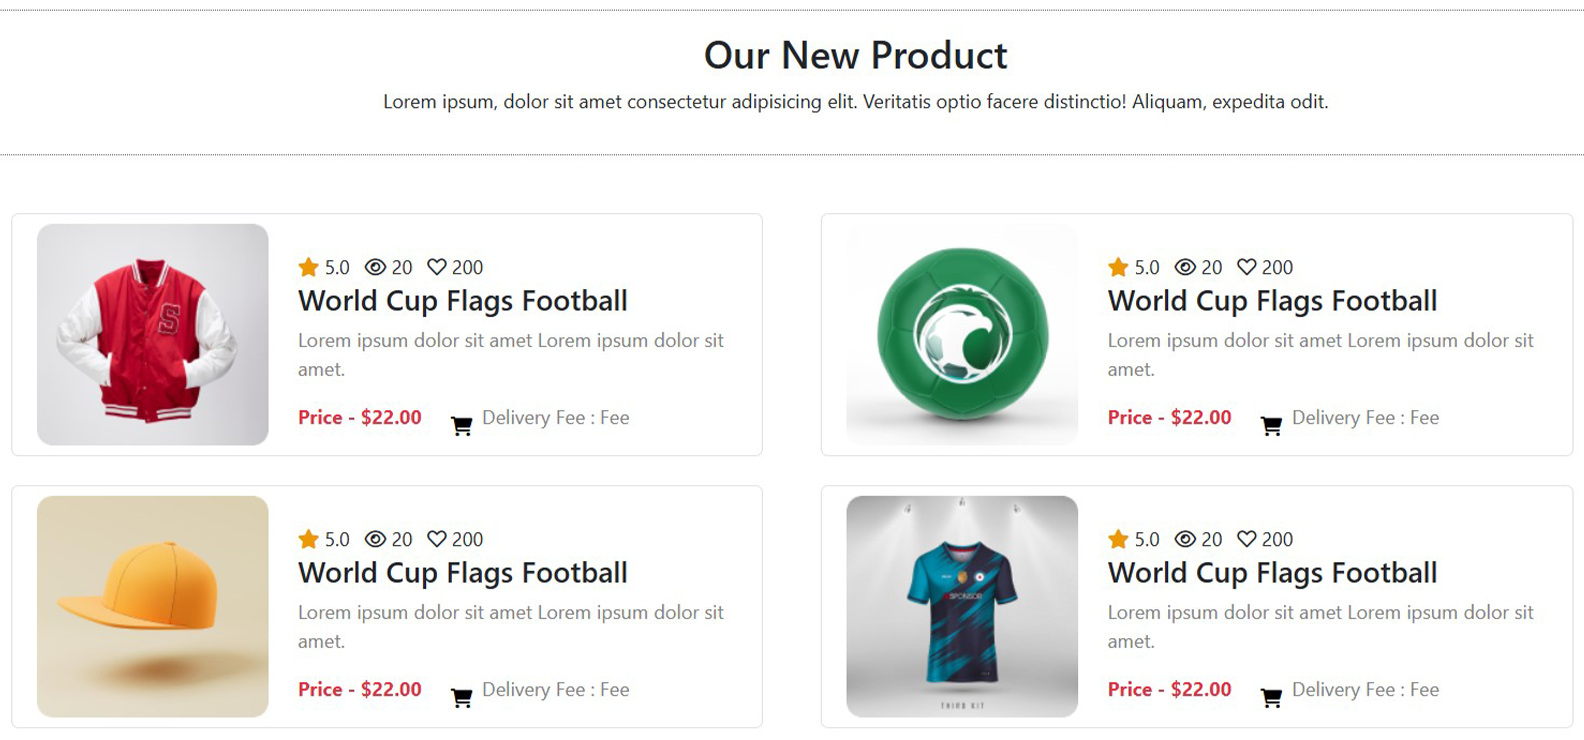 Our New Product
Lorem ipsum, dolor sit amet consectetur adipisicing elit. Veritatis optio facere distinctio! Aliquam, expedita odit.
S
5.0 20 200
World Cup Flags Football
Lorem ipsum dolor sit amet Lorem ipsum dolor sit
amet.
Price - $22.00 Delivery Fee : Fee
5.0 20 200
World Cup Flags Football
Lorem ipsum dolor sit amet Lorem ipsum dolor sit
amet.
Price - $22.00 Delivery Fee : Fee
5.0 20 200
World Cup Flags Football
Lorem ipsum dolor sit amet Lorem ipsum dolor sit
amet.
Price - $22.00 Delivery Fee : Fee
SPONSOR
THIRD KIT
5.0 20 200
World Cup Flags Football
Lorem ipsum dolor sit amet Lorem ipsum dolor sit
amet.
Price - $22.00 Delivery Fee : Fee